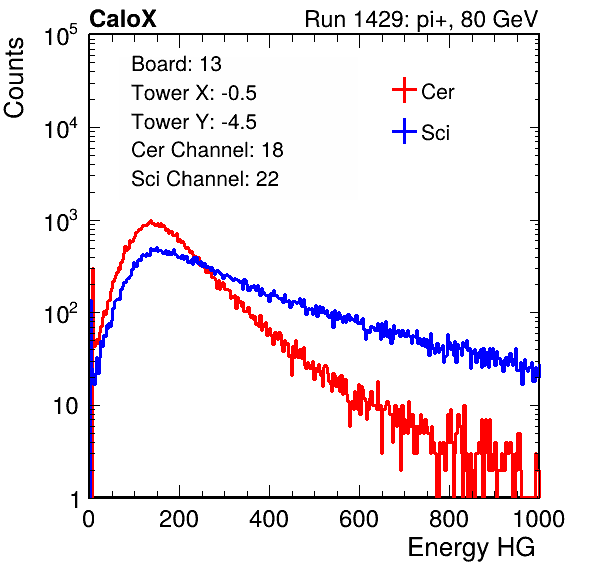 CaloX Run 1429: pi+, 80 GeV
Board: 13
Tower X: -0.5
Tower Y: -4.5
Cer Channel: 18
Sci Channel: 22
Cer
Sci
Counts
10^5
10^4
10^3
10^2
10
1
0 200 400 600 800 1000
Energy HG